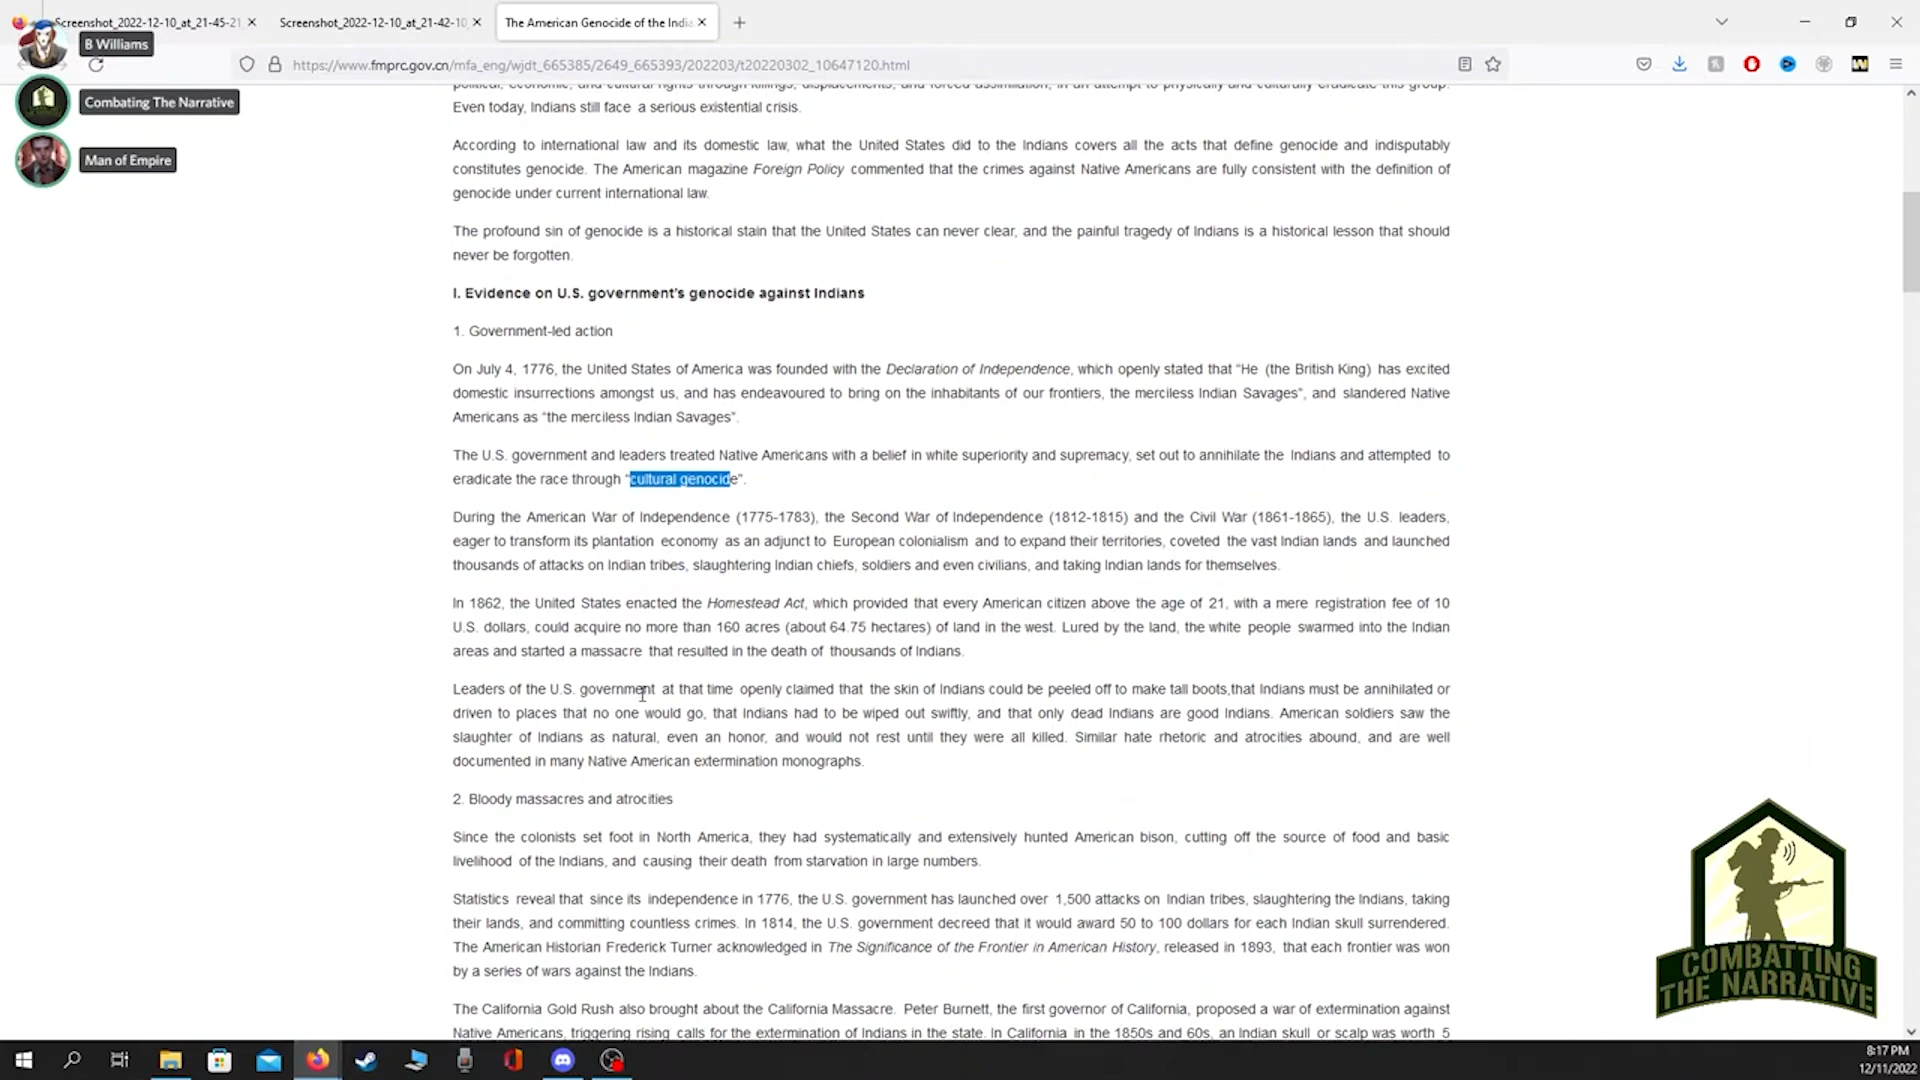 Screenshot_2022-12-10_at_21-45-21
Screenshot_2022-12-10_at_21-42-10
The American Genocide of the India
B Williams
https://www.fmprc.gov.cn/mfa_eng/wjdt_665385/2649_665393/202203/t20220302_10647120.html
Combating The Narrative
Man of Empire
political, economic, and cultural rights through killings, displacements, and forced assimilation, in an attempt to physically and culturally eradicate this group.
Even today, Indians still face a serious existential crisis.
According to international law and its domestic law, what the United States did to the Indians covers all the acts that define genocide and indisputably
constitutes genocide. The American magazine Foreign Policy commented that the crimes against Native Americans are fully consistent with the definition of
genocide under current international law.
The profound sin of genocide is a historical stain that the United States can never clear, and the painful tragedy of Indians is a historical lesson that should
never be forgotten.
I. Evidence on U.S. government's genocide against Indians
1. Government-led action
On July 4, 1776, the United States of America was founded with the Declaration of Independence, which openly stated that “He (the British King) has excited
domestic insurrections amongst us, and has endeavoured to bring on the inhabitants of our frontiers, the merciless Indian Savages”, and slandered Native
Americans as “the merciless Indian Savages”.
The U.S. government and leaders treated Native Americans with a belief in white superiority and supremacy, set out to annihilate the Indians and attempted to
eradicate the race through “cultural genocide”.
During the American War of Independence (1775-1783), the Second War of Independence (1812-1815) and the Civil War (1861-1865), the U.S. leaders,
eager to transform its plantation economy as an adjunct to European colonialism and to expand their territories, coveted the vast Indian lands and launched
thousands of attacks on Indian tribes, slaughtering Indian chiefs, soldiers and even civilians, and taking Indian lands for themselves.
In 1862, the United States enacted the Homestead Act, which provided that every American citizen above the age of 21, with a mere registration fee of 10
U.S. dollars, could acquire no more than 160 acres (about 64.75 hectares) of land in the west. Lured by the land, the white people swarmed into the Indian
areas and started a massacre that resulted in the death of thousands of Indians.
Leaders of the U.S. government at that time openly claimed that the skin of Indians could be peeled off to make tall boots,that Indians must be annihilated or
driven to places that no one would go, that Indians had to be wiped out swiftly, and that only dead Indians are good Indians. American soldiers saw the
slaughter of Indians as natural, even an honor, and would not rest until they were all killed. Similar hate rhetoric and atrocities abound, and are well
documented in many Native American extermination monographs.
2. Bloody massacres and atrocities
Since the colonists set foot in North America, they had systematically and extensively hunted American bison, cutting off the source of food and basic
livelihood of the Indians, and causing their death from starvation in large numbers.
Statistics reveal that since its independence in 1776, the U.S. government has launched over 1,500 attacks on Indian tribes, slaughtering the Indians, taking
their lands, and committing countless crimes. In 1814, the U.S. government decreed that it would award 50 to 100 dollars for each Indian skull surrendered.
The American Historian Frederick Turner acknowledged in The Significance of the Frontier in American History, released in 1893, that each frontier was won
by a series of wars against the Indians.
The California Gold Rush also brought about the California Massacre. Peter Burnett, the first governor of California, proposed a war of extermination against
Native Americans, triggering rising calls for the extermination of Indians in the state. In California in the 1850s and 60s, an Indian skull or scalp was worth 5
COMBATTING
THE NARRATIVE
8:17 PM
12/11/2022